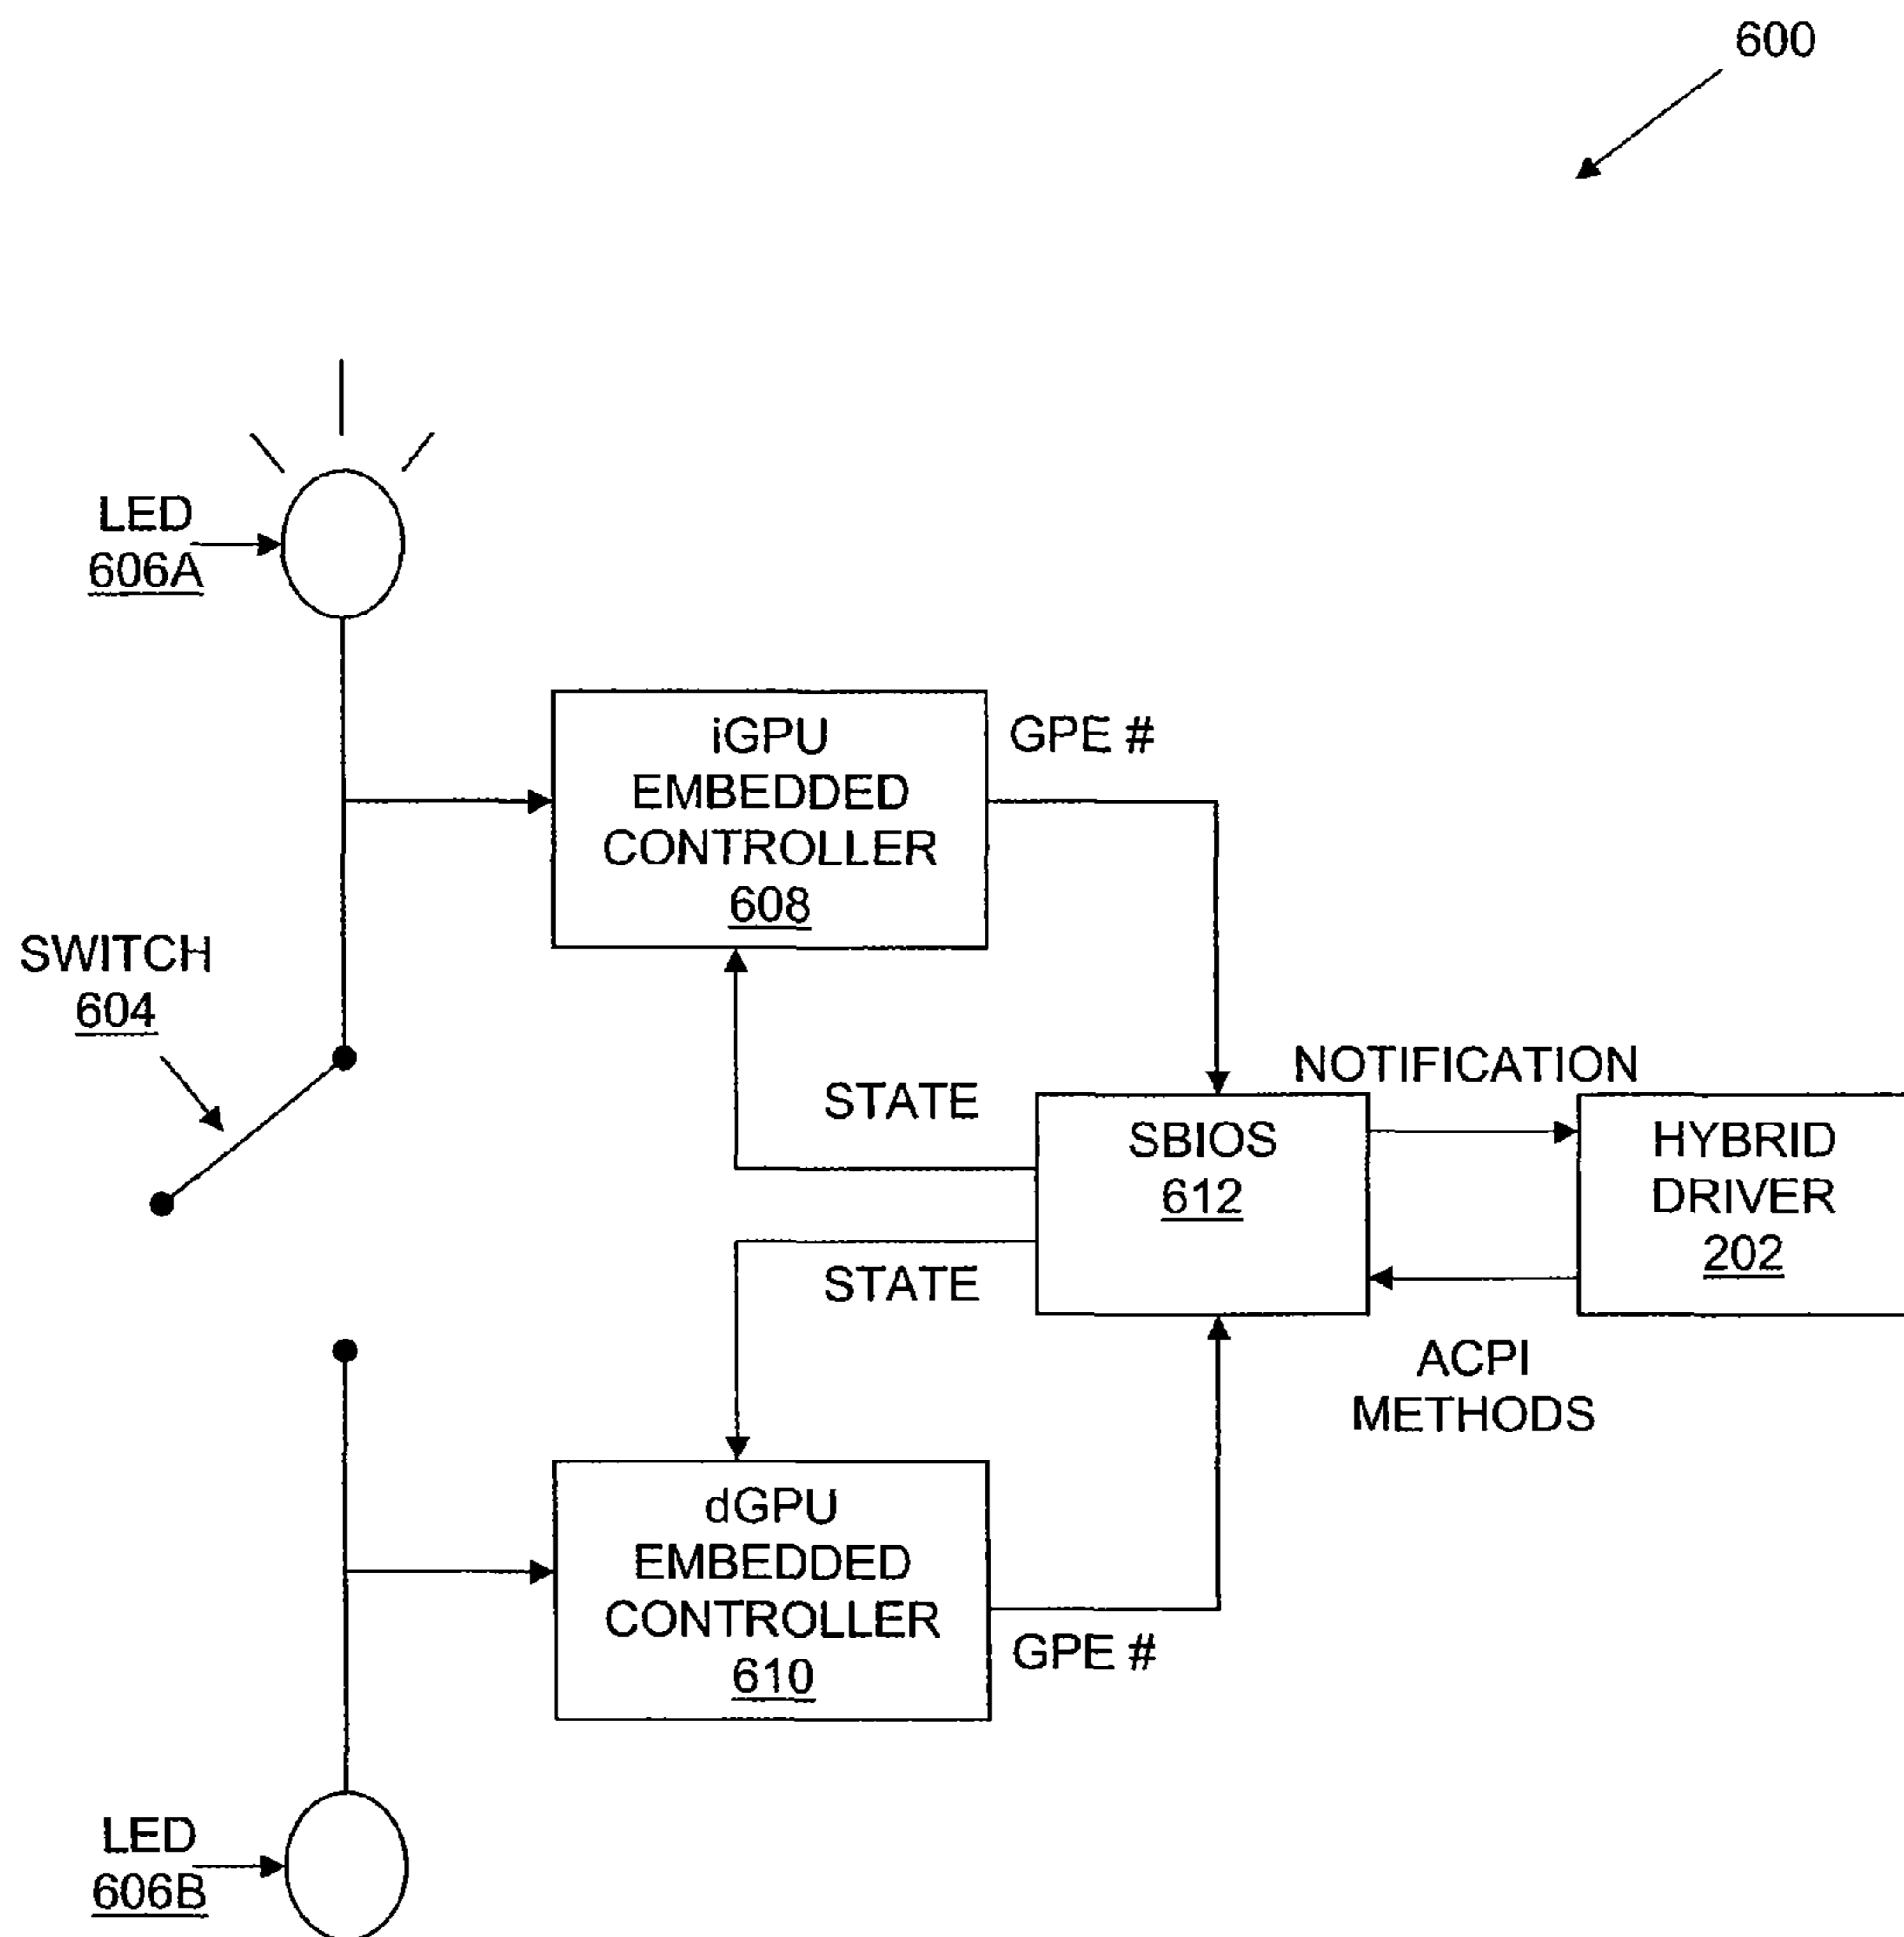 600
LED
606A
iGPU
EMBEDDED
CONTROLLER
608
GPE #
SWITCH
604
STATE
NOTIFICATION
SBIOS
612
HYBRID
DRIVER
202
STATE
ACPI
METHODS
dGPU
EMBEDDED
CONTROLLER
610
GPE #
LED
606B